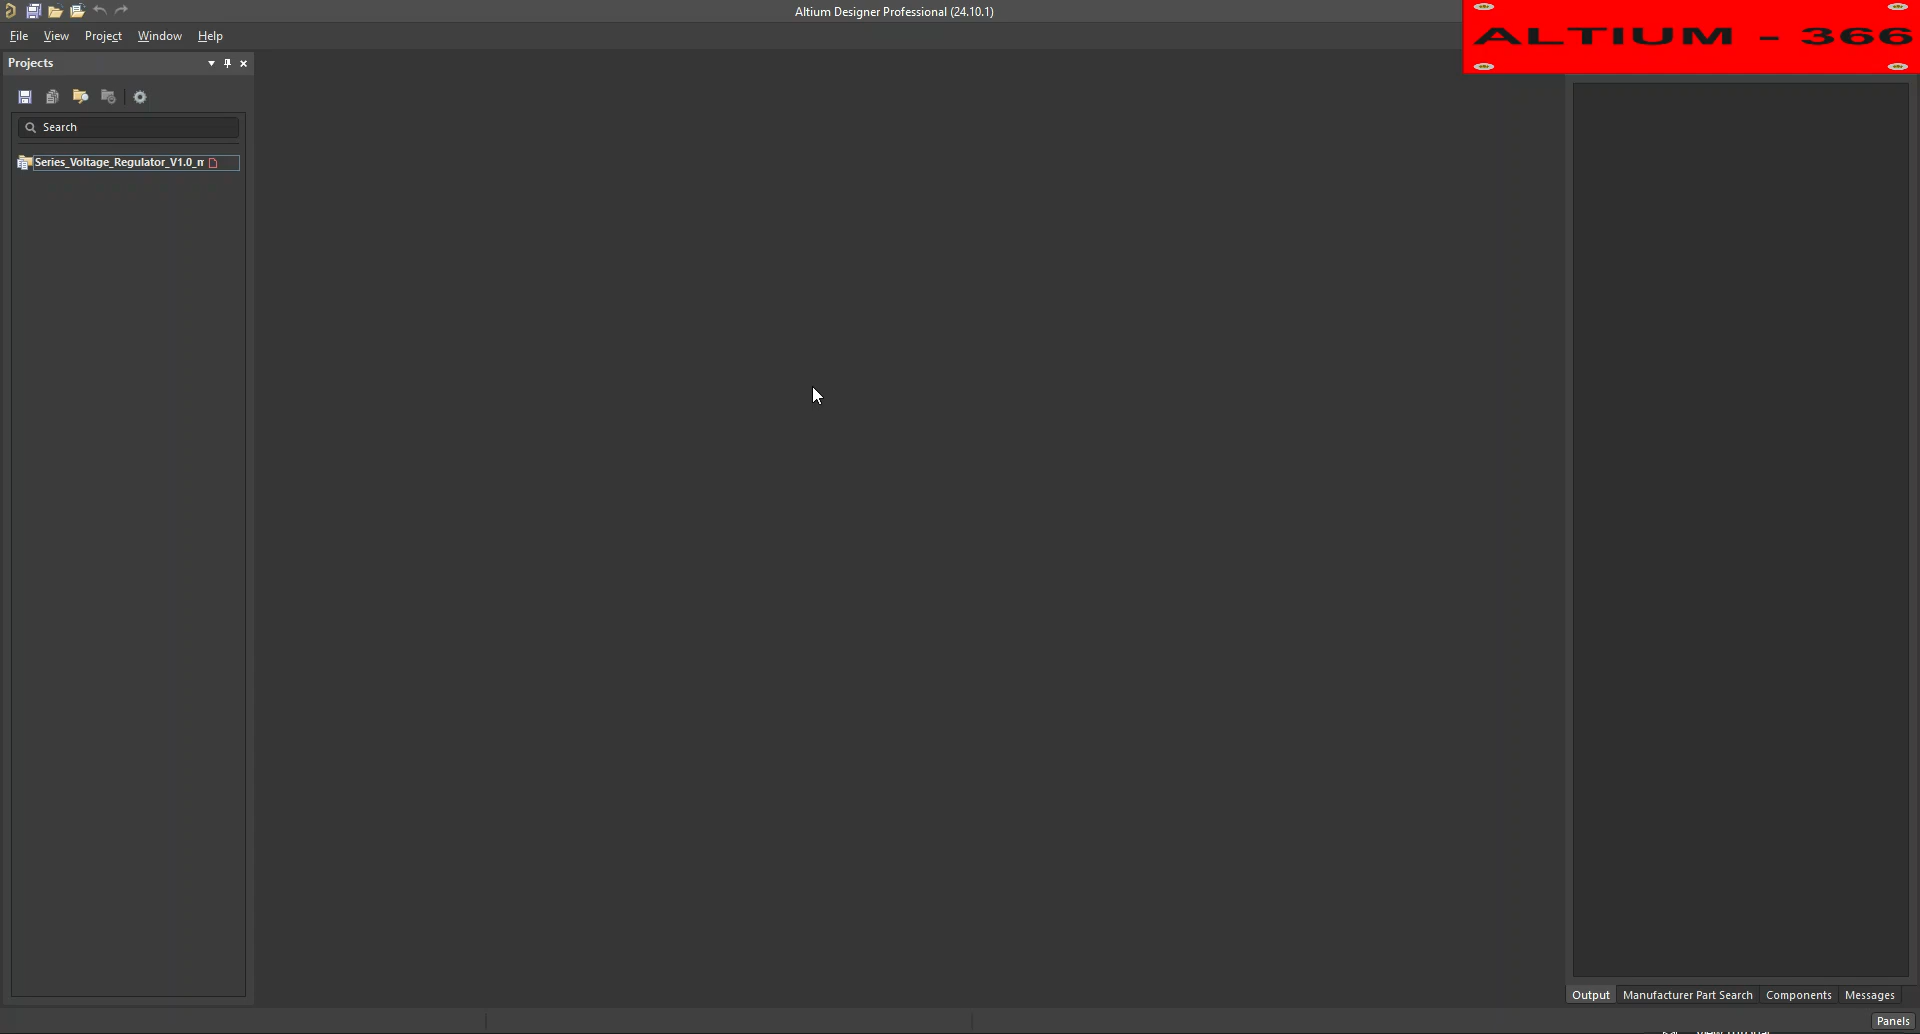 Altium Designer Professional (24.10.1)
ALTIUM - 366
File View Project Window Help
Projects
Search
Series_Voltage_Regulator_V1.0_
Output Manufacturer Part Search Components Messages
Panels